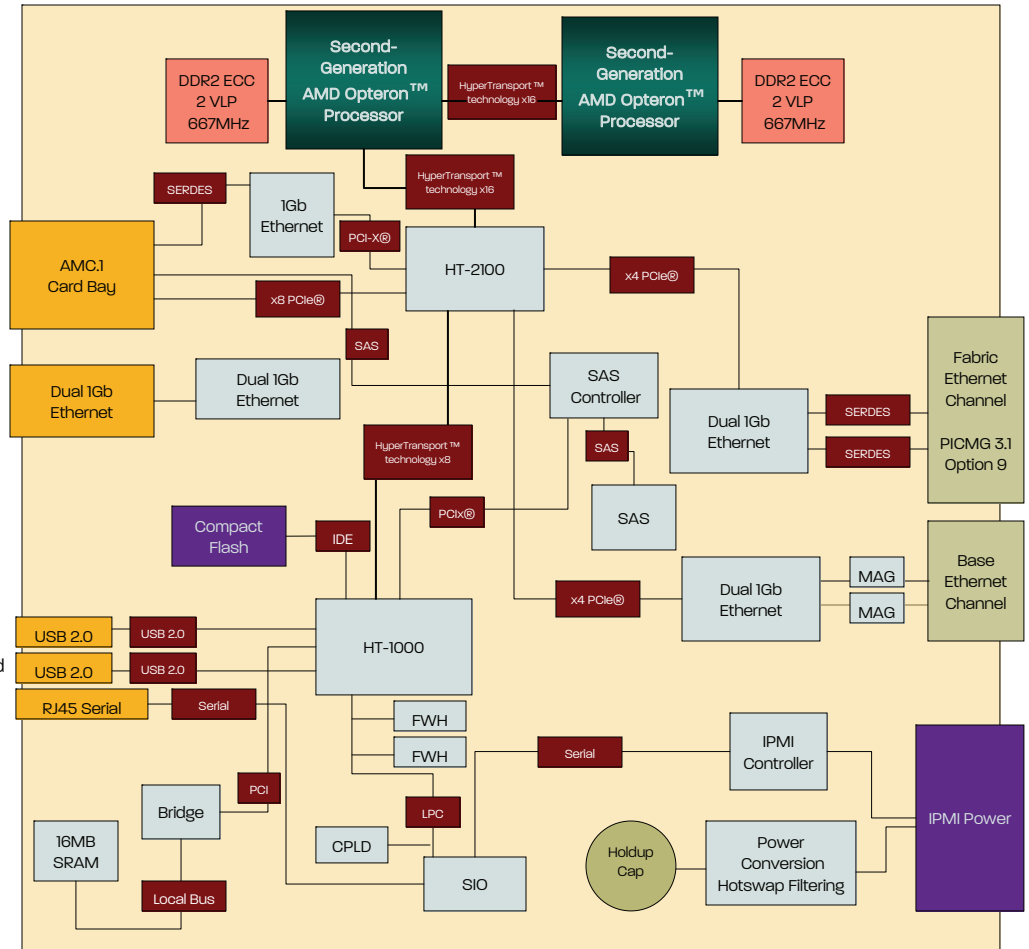 Second-
Generation
AMD Opteron™
Processor
HyperTransport ™
technology x16
Second-
Generation
AMD Opteron™
Processor
DDR2 ECC
2 VLP
667MHz
DDR2 ECC
2 VLP
667MHz
HyperTransport ™
technology x16
SERDES
1Gb
Ethernet
PCI-X®
HT-2100
x4 PCIe®
AMC.1
Card Bay
x8 PCIe®
SAS
Dual 1Gb
Ethernet
Dual 1Gb
Ethernet
SAS
Controller
Dual 1Gb
Ethernet
SERDES
SERDES
Fabric
Ethernet
Channel
PICMG 3.1
Option 9
HyperTransport ™
technology x8
SAS
SAS
PCIx®
Compact
Flash
IDE
x4 PCIe®
Dual 1Gb
Ethernet
MAG
MAG
Base
Ethernet
Channel
HT-1000
USB 2.0
USB 2.0
d
USB 2.0
USB 2.0
RJ45 Serial
Serial
FWH
FWH
Serial
IPMI
Controller
IPMI Power
PCI
Bridge
LPC
16MB
SRAM
CPLD
SIO
Local Bus
Holdup
Cap
Power
Conversion
Hotswap Filtering